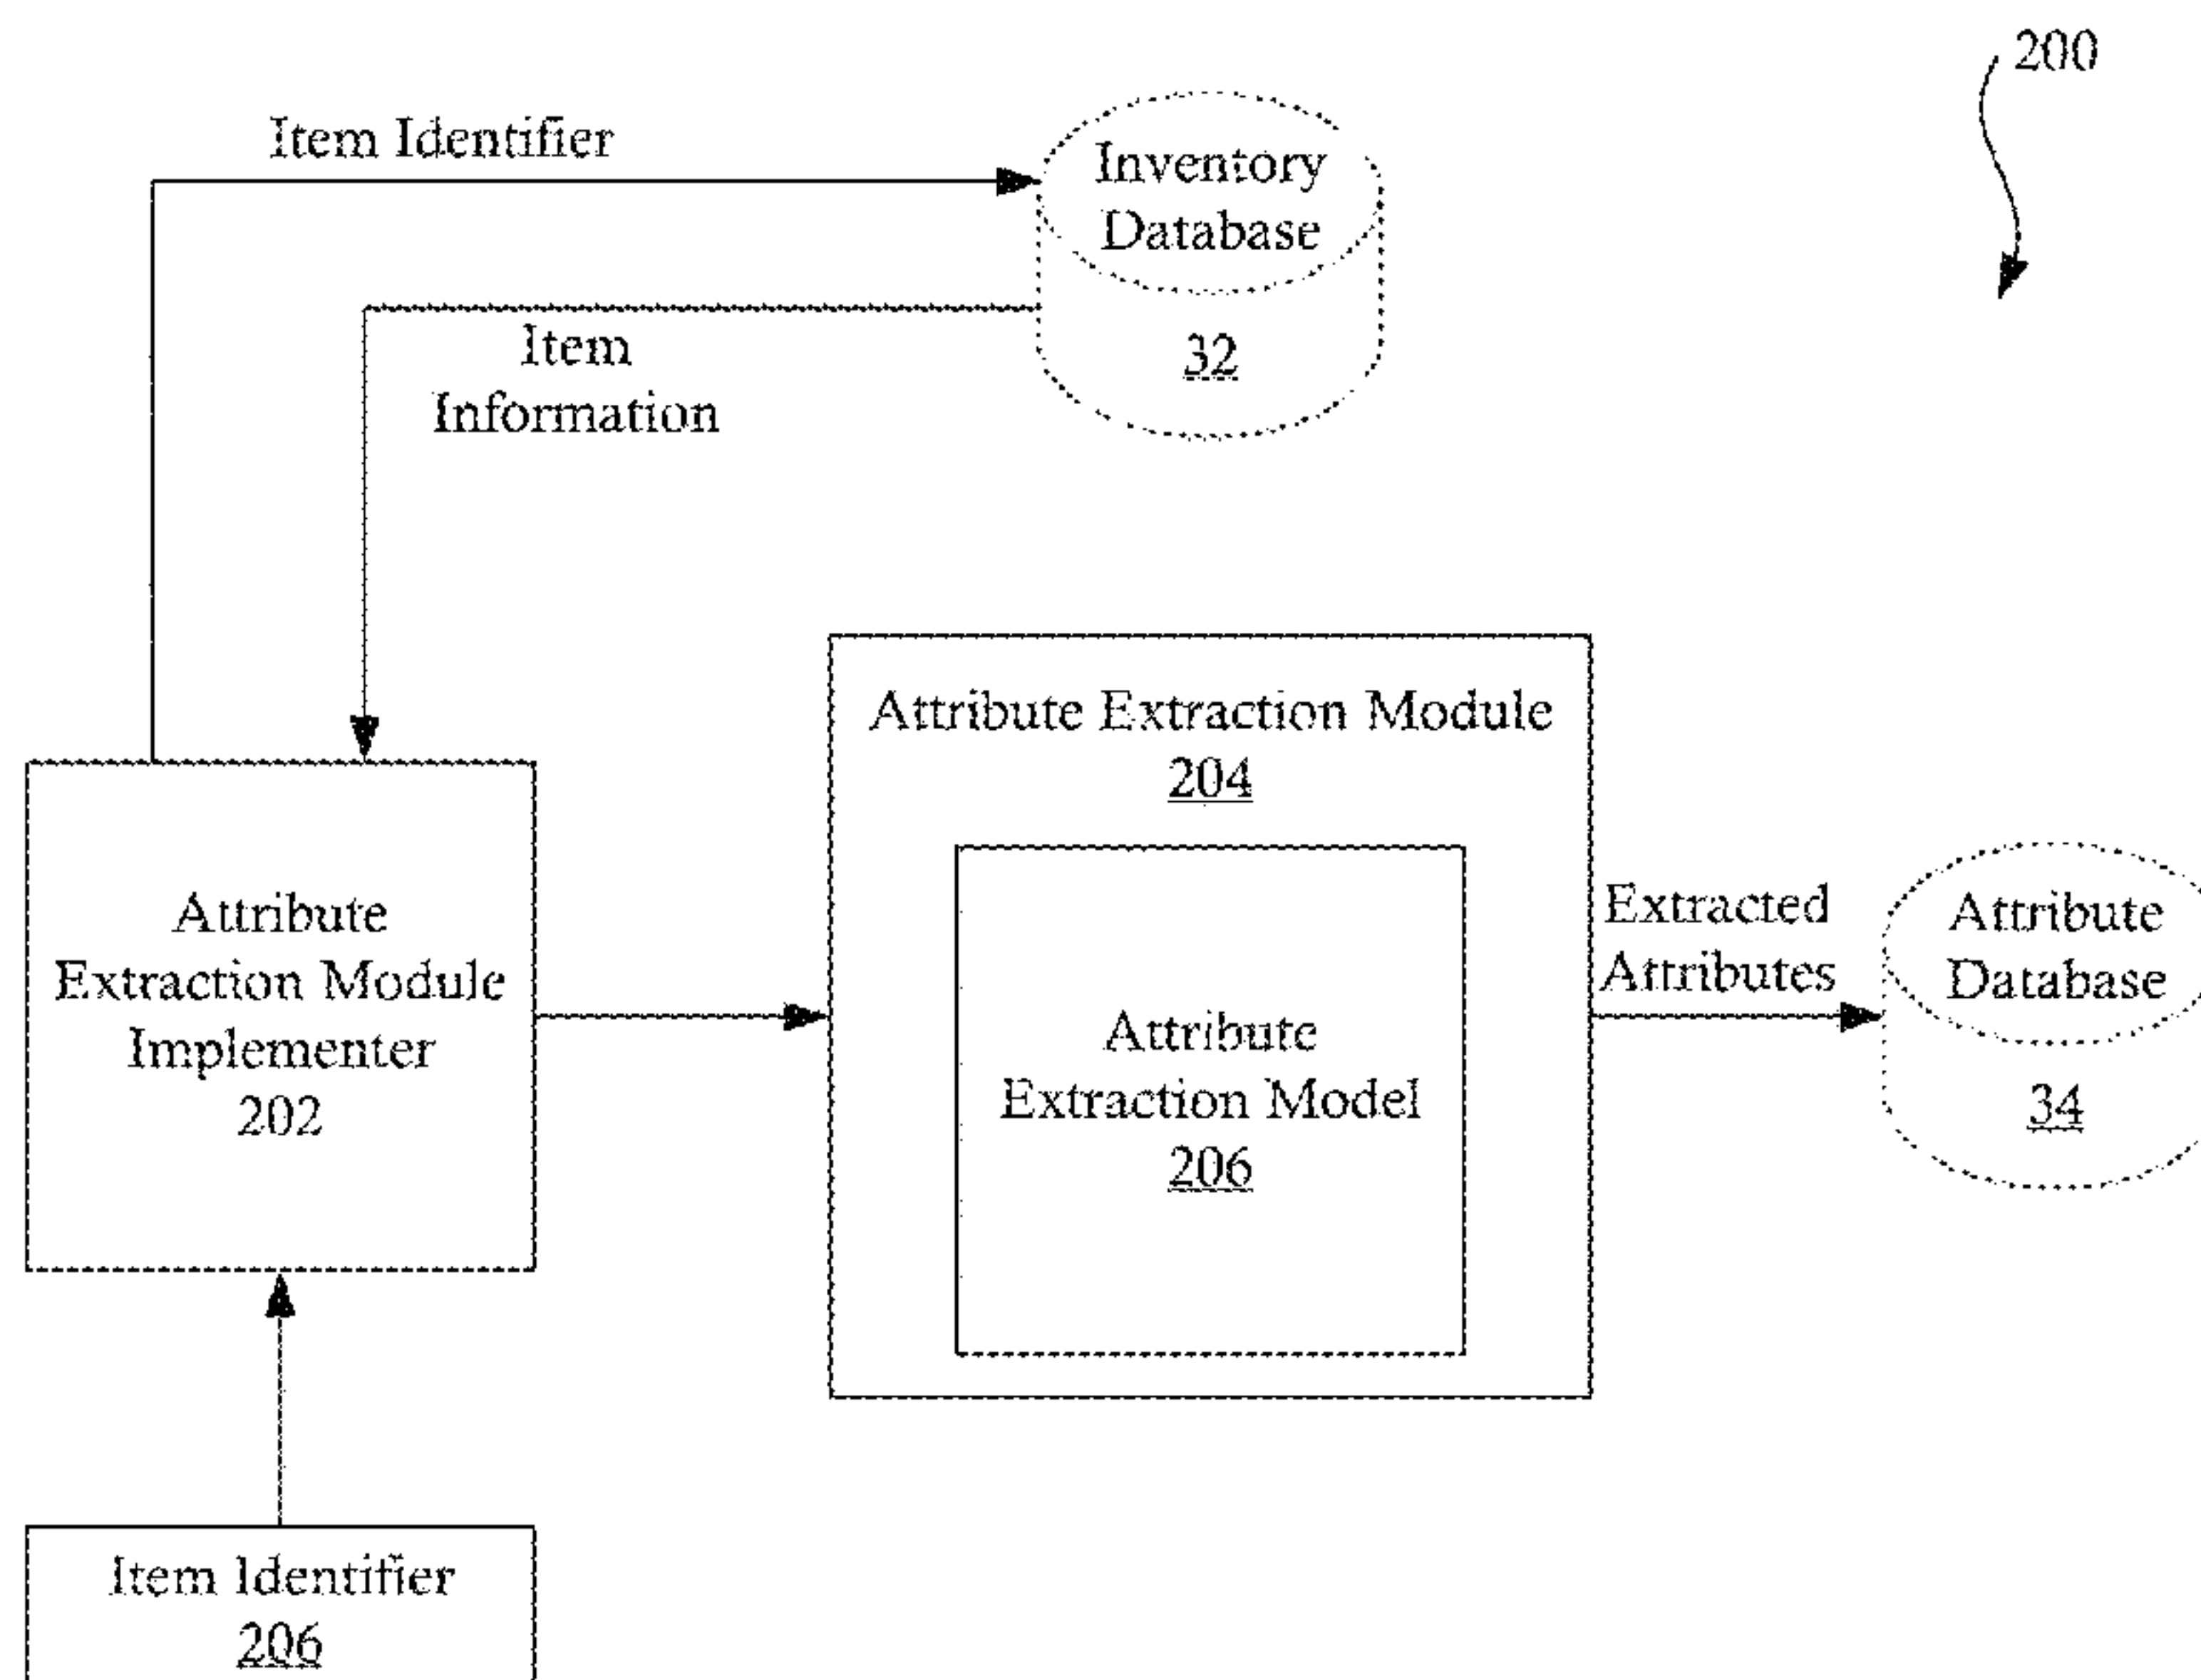 200
Item Identifier
Inventory
Database
32
Item
Information
Attribute Extraction Module
204
Attribute
Extraction Module
Implementer
202
Attribute
Extraction Model
206
Extracted
Attributes
Attribute
Database
34
Item Identifier
206